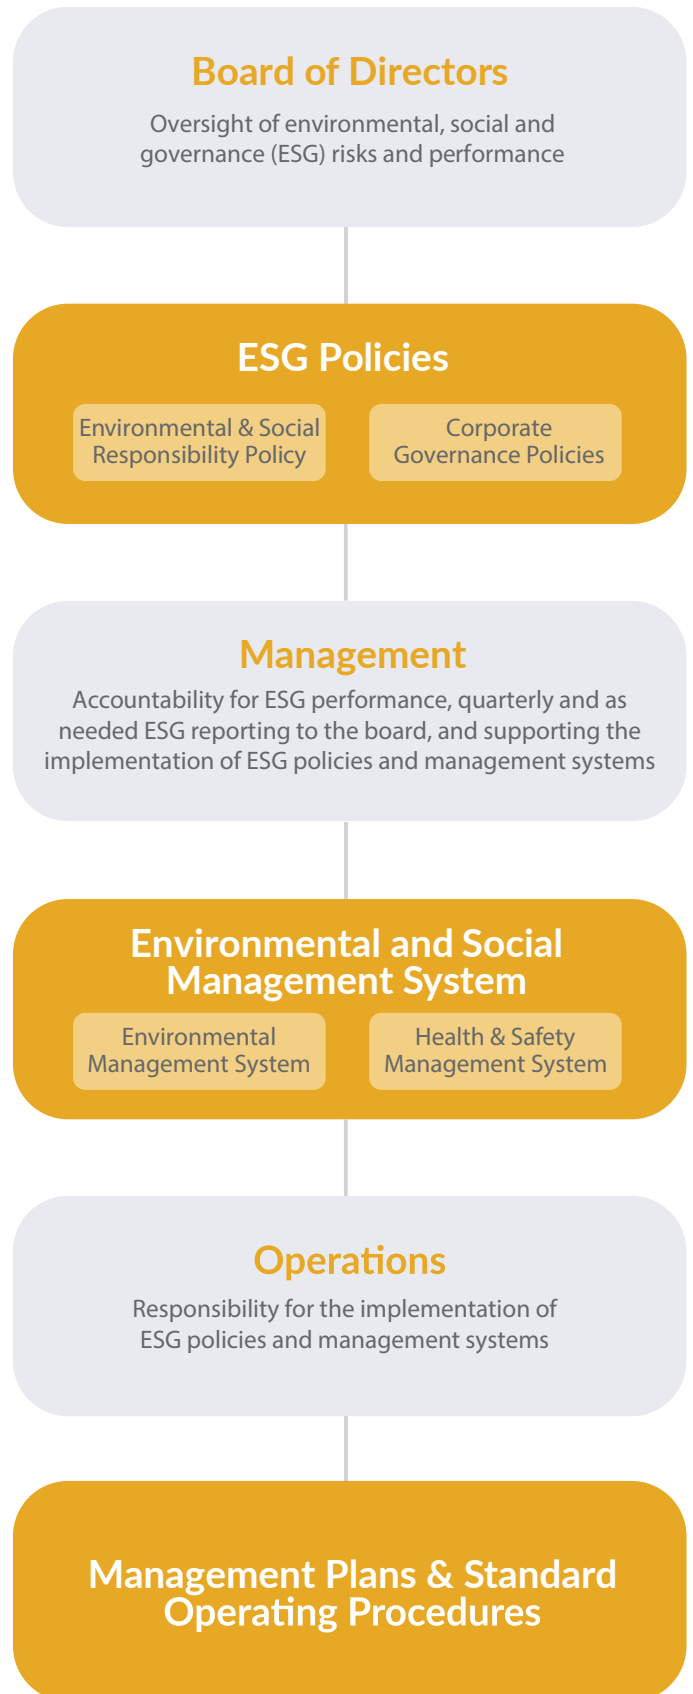 Board of Directors
Oversight of environmental, social and
governance (ESG) risks and performance
ESG Policies
Environmental & Social
Responsibility Policy
Corporate
Governance Policies
Management
Accountability for ESG performance, quarterly and as
needed ESG reporting to the board, and supporting the
implementation of ESG policies and management systems
Environmental and Social
Management System
Environmental
Management System
Health & Safety
Management System
Operations
Responsibility for the implementation of
ESG policies and management systems
Management Plans & Standard
Operating Procedures